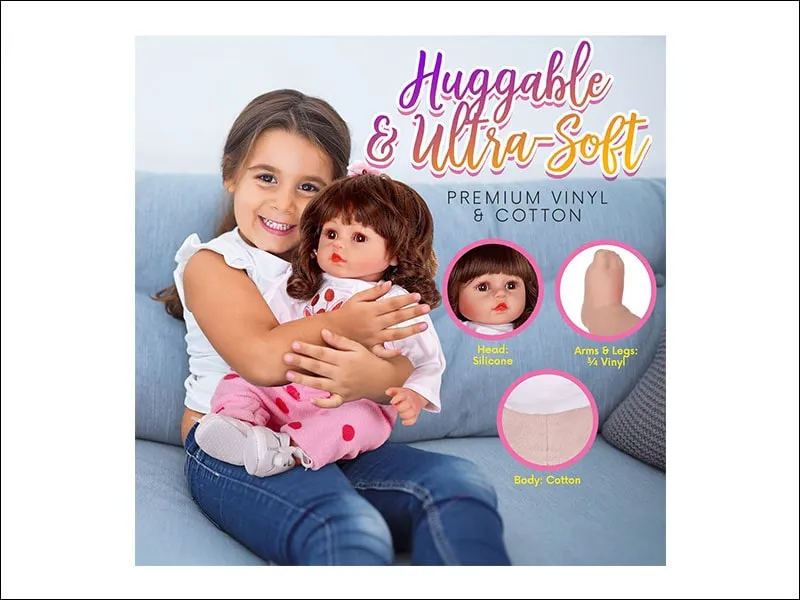 Huggable
& Ultra-Soft
PREMIUM VINYL
& COTTON
Head:
Silicone
Arms & Legs:
¾ Vinyl
Body: Cotton